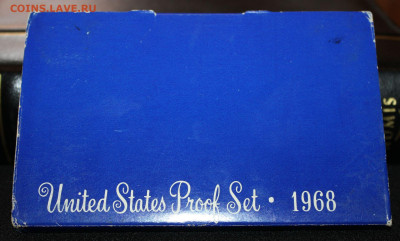 COINS.LAVE.RU
United States Proof Set • 1968